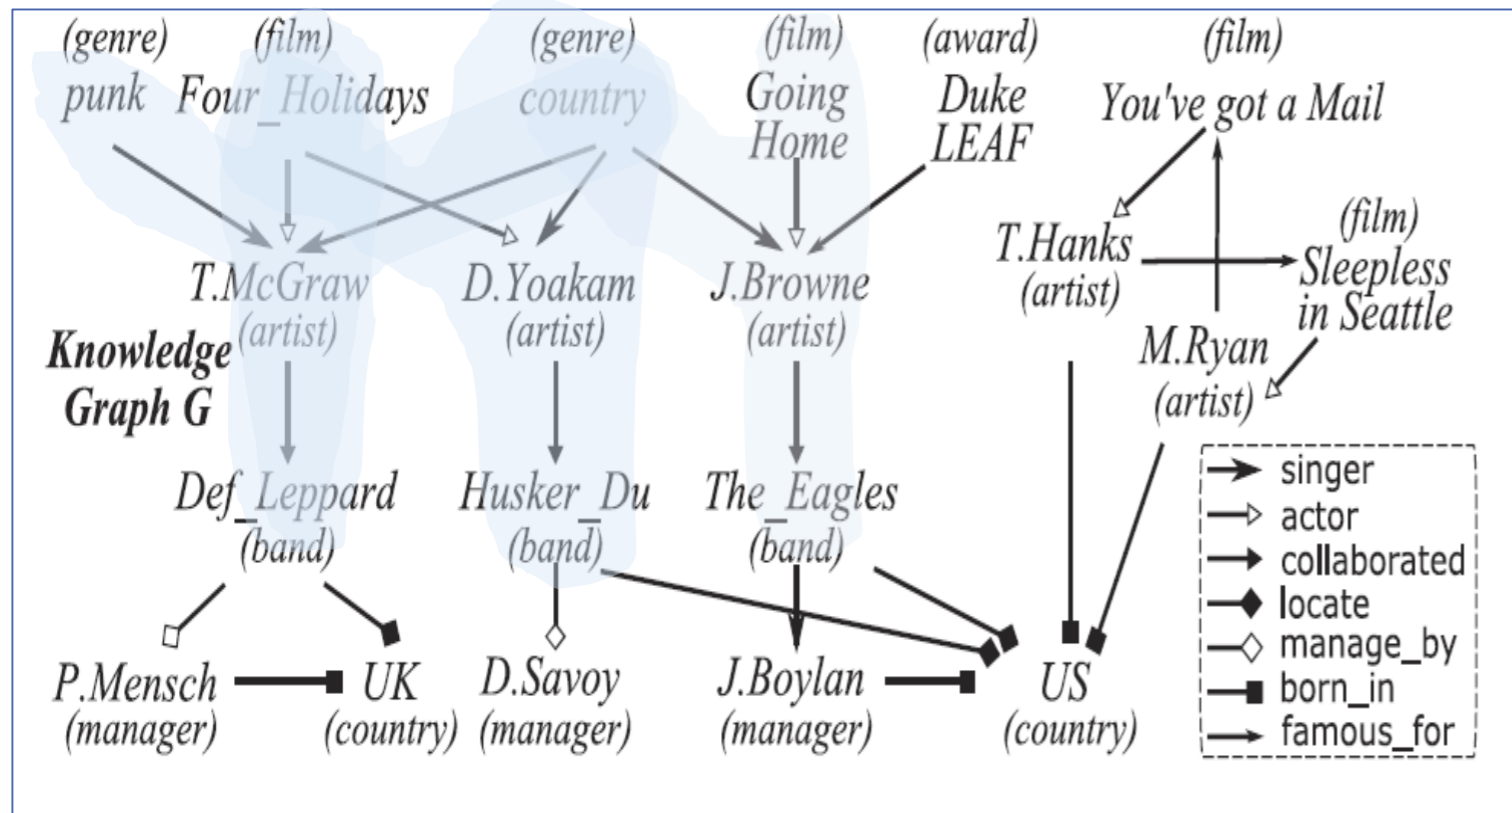 (genre) (film) (genre) (film) (award) (film)
punk Four_Holidays country Going Duke You've got a Mail
Home LEAF
(film)
T.Hanks Sleepless
(artist) in Seattle
T.McGraw D.Yoakam J.Browne
(artist) (artist) (artist)
M.Ryan
(artist)
Knowledge
Graph G
Def_Leppard Husker_Du The_Eagles
(band) (band) (band)
P.Mensch UK D.Savoy J.Boylan US
(manager) (country) (manager) (manager) (country)
singer
actor
collaborated
locate
manage_by
born_in
famous_for